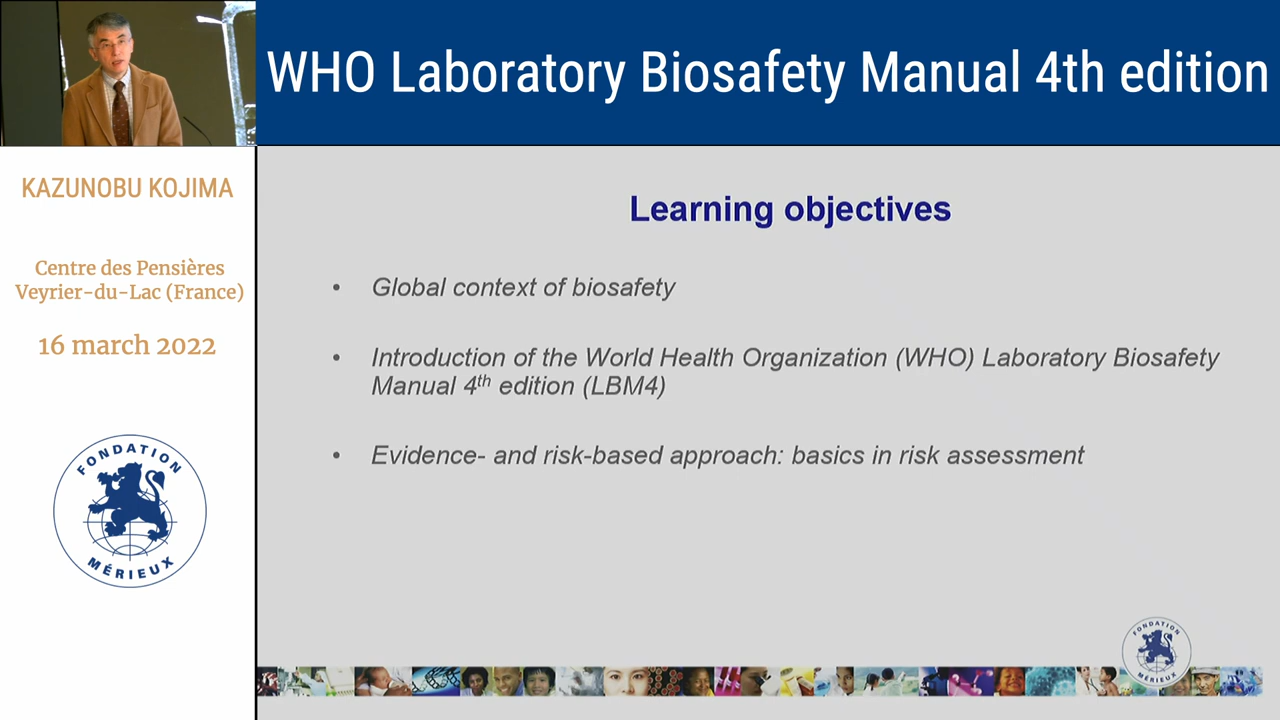 WHO Laboratory Biosafety Manual 4th edition
KAZUNOBU KOJIMA
Centre des Pensières
Veyrier-du-Lac (France)
16 march 2022
FONDATION
MÉRIEUX
Learning objectives
• Global context of biosafety
• Introduction of the World Health Organization (WHO) Laboratory Biosafety
Manual 4th edition (LBM4)
• Evidence- and risk-based approach: basics in risk assessment
FONDATION
MÉRIEUX